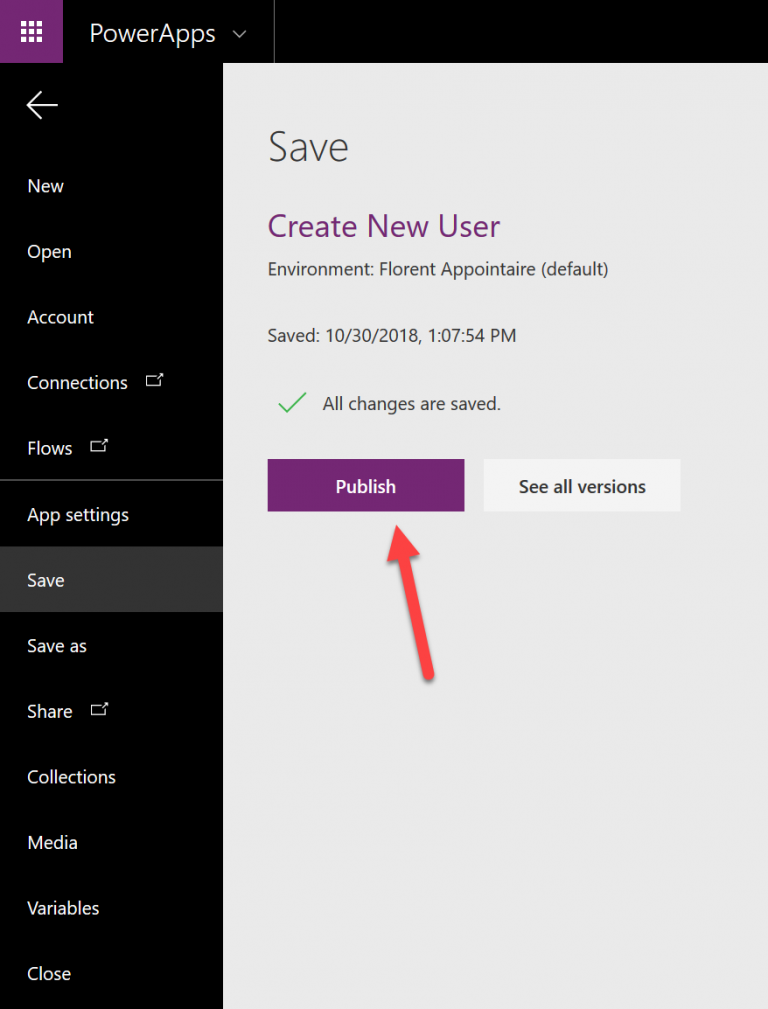 PowerApps
New
Open
Account
Connections
Flows
App settings
Save
Save as
Share
Collections
Media
Variables
Close
Save
Create New User
Environment: Florent Appointaire (default)
Saved: 10/30/2018, 1:07:54 PM
All changes are saved.
Publish
See all versions